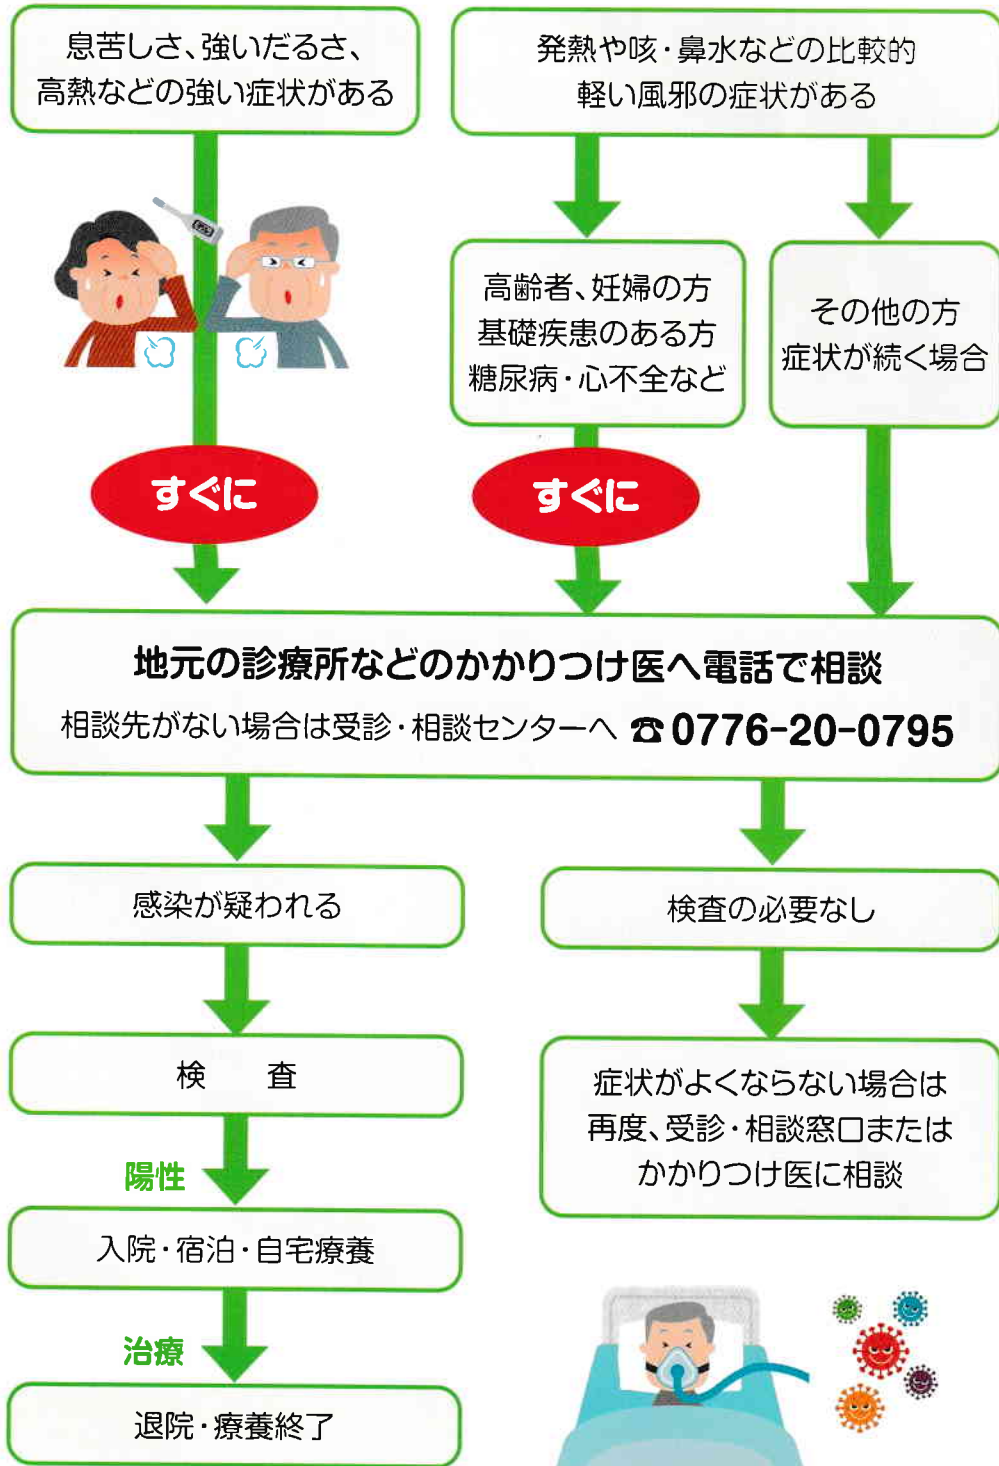 息苦しさ、強いだるさ、
高熱などの強い症状がある
発熱や咳・鼻水などの比較的
軽い風邪の症状がある
高齢者、妊婦の方
基礎疾患のある方
糖尿病・心不全など
その他の方
症状が続く場合
すぐに
すぐに
地元の診療所などのかかりつけ医へ電話で相談
相談先がない場合は受診・相談センターへ ☎0776-20-0795
感染が疑われる
検査の必要なし
検　査
症状がよくならない場合は
再度、受診・相談窓口または
かかりつけ医に相談
陽性
入院・宿泊・自宅療養
治療
退院・療養終了